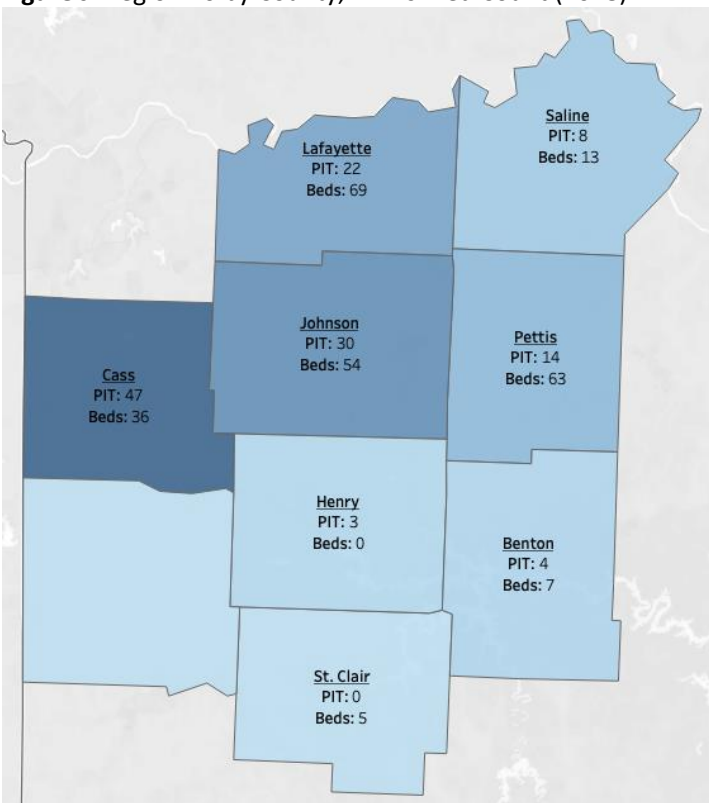 Saline
PIT: 8
Beds: 13
Lafayette
PIT: 22
Beds: 69
Johnson
PIT: 30
Beds: 54
Pettis
PIT: 14
Beds: 63
Cass
PIT: 47
Beds: 36
Henry
PIT: 3
Beds: 0
Benton
PIT: 4
Beds: 7
St. Clair
PIT: 0
Beds: 5